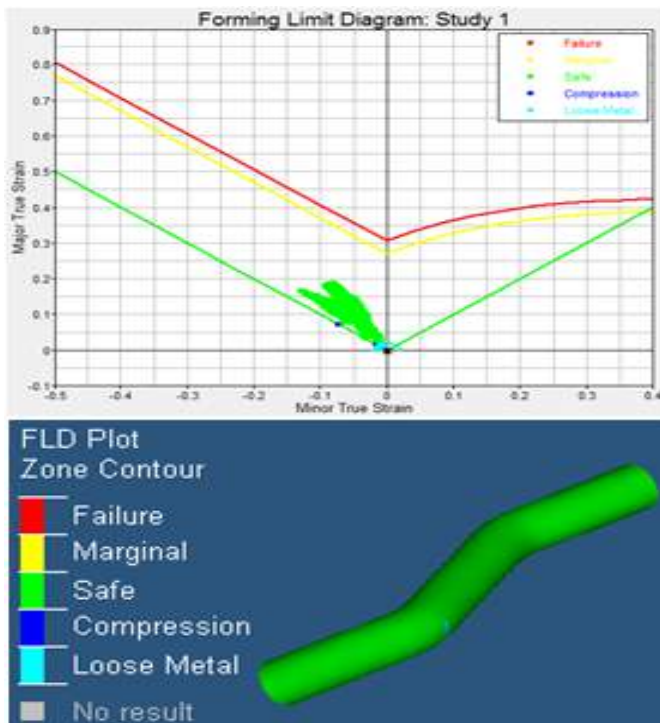 Forming Limit Diagram: Study 1
0.9
0.8
0.7
0.6
0.5
0.4
0.3
0.2
0.1
0
-0.1
Major True Strain
Failure
Marginal
Safe
Compression
Loose Metal
-0.5 -0.4 -0.3 -0.2 -0.1 0 0.1 0.2 0.3 0.4
Minor True Strain
FLD Plot
Zone Contour
Failure
Marginal
Safe
Compression
Loose Metal
No result